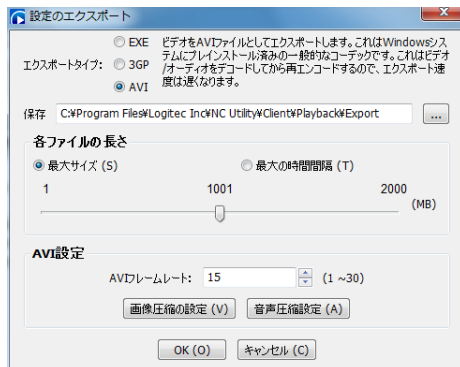 設定のエクスポート
エクスポートタイプ:
EXE
3GP
AVI
ビデオをAVIファイルとしてエクスポートします。これはWindowsシス
テムにプレインストール済みの一般的なコーデックです。これはビデオ
/オーディオをデコードしてから再エンコードするので、エクスポート速
度は遅くなります。
保存 C:¥Program Files¥Logitec Inc¥NC Utility¥Client¥Playback¥Export ...
各ファイルの長さ
最大サイズ (S) 最大の時間間隔 (T)
1 1001 2000
(MB)
AVI設定
AVIフレームレート: 15 (1 ~30)
画像圧縮の設定 (V) 音声圧縮設定 (A)
OK (O) キャンセル (C)